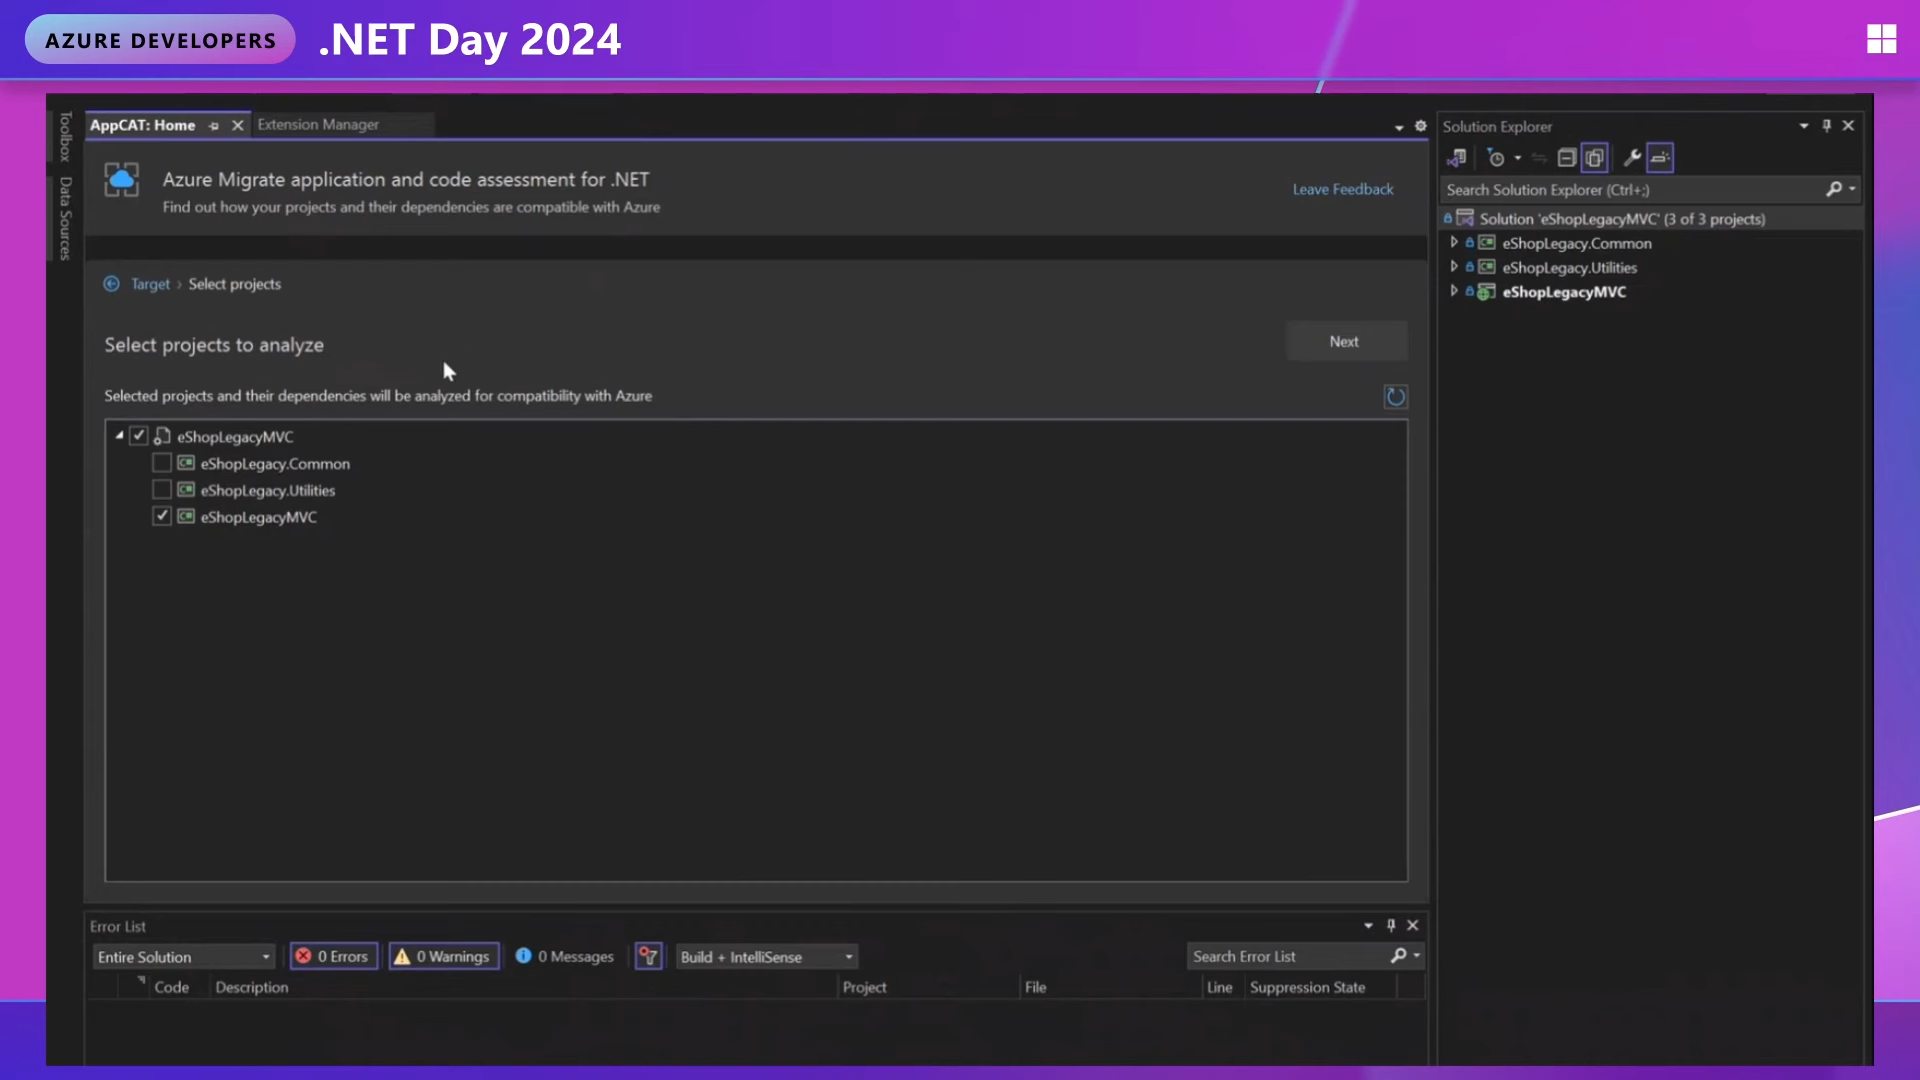 AZURE DEVELOPERS .NET Day 2024
Toolbox
Data Sources
AppCAT: Home
Extension Manager
Azure Migrate application and code assessment for .NET
Find out how your projects and their dependencies are compatible with Azure
Leave Feedback
Target › Select projects
Select projects to analyze
Next
Selected projects and their dependencies will be analyzed for compatibility with Azure
eShopLegacyMVC
eShopLegacy.Common
eShopLegacy.Utilities
eShopLegacyMVC
Solution Explorer
Search Solution Explorer (Ctrl+;)
Solution 'eShopLegacyMVC' (3 of 3 projects)
eShopLegacy.Common
eShopLegacy.Utilities
eShopLegacyMVC
Error List
Entire Solution
0 Errors
0 Warnings
0 Messages
Build + IntelliSense
Search Error List
Code
Description
Project
File
Line
Suppression State